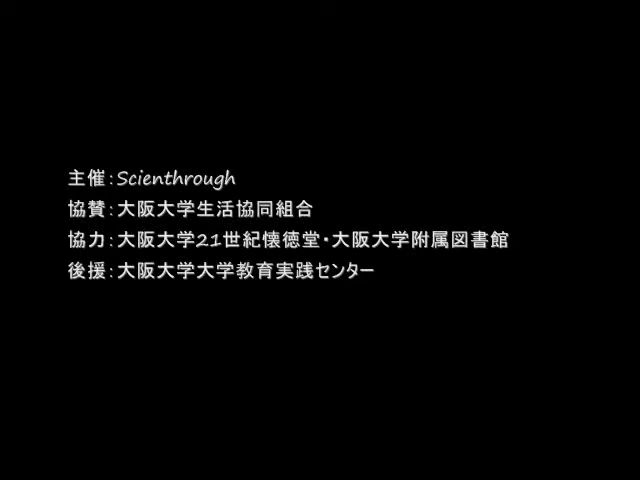 主催：Scienthrough
協賛：大阪大学生活協同組合
協力：大阪大学21世紀懐徳堂・大阪大学附属図書館
後援：大阪大学大学教育実践センター